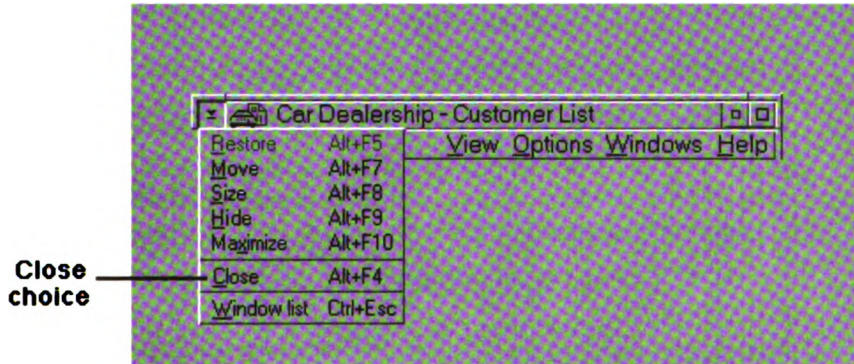 Car Dealership - Customer List
View Options Windows Help
Restore Alt+F5
Move Alt+F7
Size Alt+F8
Hide Alt+F9
Maximize Alt+F10
Close Alt+F4
Window list Ctrl+Esc
Close
choice